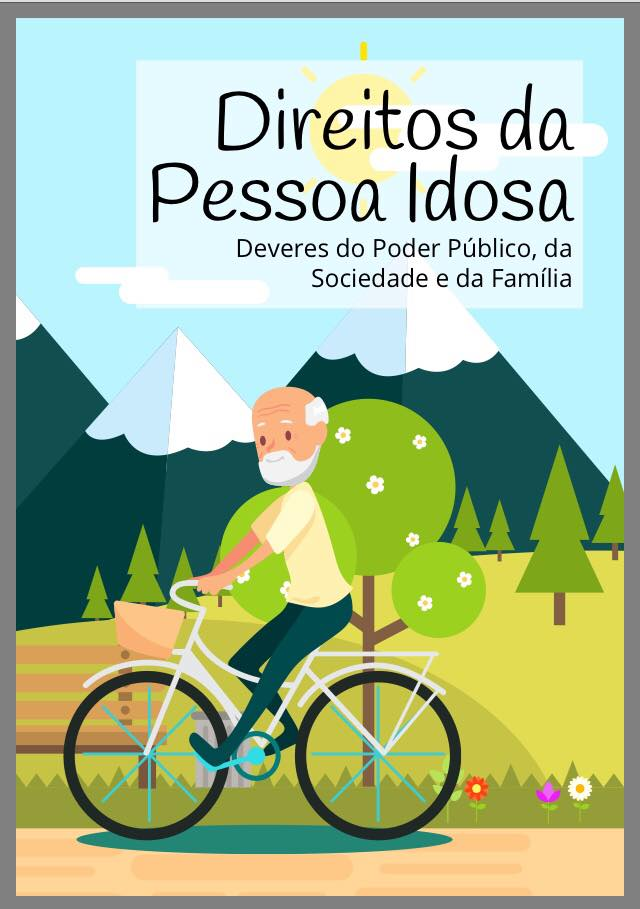 Direitos da
Pessoa Idosa
Deveres do Poder Público, da
Sociedade e da Família